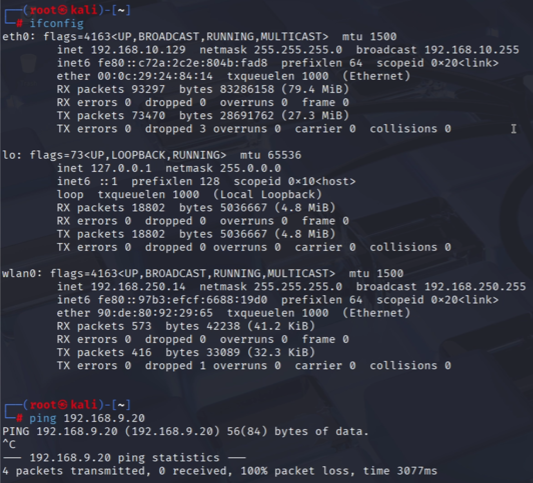 ┌──(root㉿kali)-[~]
└─# ifconfig
eth0: flags=4163<UP,BROADCAST,RUNNING,MULTICAST>  mtu 1500
        inet 192.168.10.129  netmask 255.255.255.0  broadcast 192.168.10.255
        inet6 fe80::c72a:2c2e:804b:fad8  prefixlen 64  scopeid 0×20<link>
        ether 00:0c:29:24:84:14  txqueuelen 1000  (Ethernet)
        RX packets 93297  bytes 83286158 (79.4 MiB)
        RX errors 0  dropped 0  overruns 0  frame 0
        TX packets 73470  bytes 28691762 (27.3 MiB)
        TX errors 0  dropped 3 overruns 0  carrier 0  collisions 0
lo: flags=73<UP,LOOPBACK,RUNNING>  mtu 65536
        inet 127.0.0.1  netmask 255.0.0.0
        inet6 ::1  prefixlen 128  scopeid 0×10<host>
        loop  txqueuelen 1000  (Local Loopback)
        RX packets 18802  bytes 5036667 (4.8 MiB)
        RX errors 0  dropped 0  overruns 0  frame 0
        TX packets 18802  bytes 5036667 (4.8 MiB)
        TX errors 0  dropped 0 overruns 0  carrier 0  collisions 0
wlan0: flags=4163<UP,BROADCAST,RUNNING,MULTICAST>  mtu 1500
        inet 192.168.250.14  netmask 255.255.255.0  broadcast 192.168.250.255
        inet6 fe80::97b3:efcf:6688:19d0  prefixlen 64  scopeid 0×20<link>
        ether 90:de:80:92:29:65  txqueuelen 1000  (Ethernet)
        RX packets 573  bytes 42238 (41.2 KiB)
        RX errors 0  dropped 0  overruns 0  frame 0
        TX packets 416  bytes 33089 (32.3 KiB)
        TX errors 0  dropped 1 overruns 0  carrier 0  collisions 0
┌──(root㉿kali)-[~]
└─# ping 192.168.9.20
PING 192.168.9.20 (192.168.9.20) 56(84) bytes of data.
^C
--- 192.168.9.20 ping statistics ---
4 packets transmitted, 0 received, 100% packet loss, time 3077ms